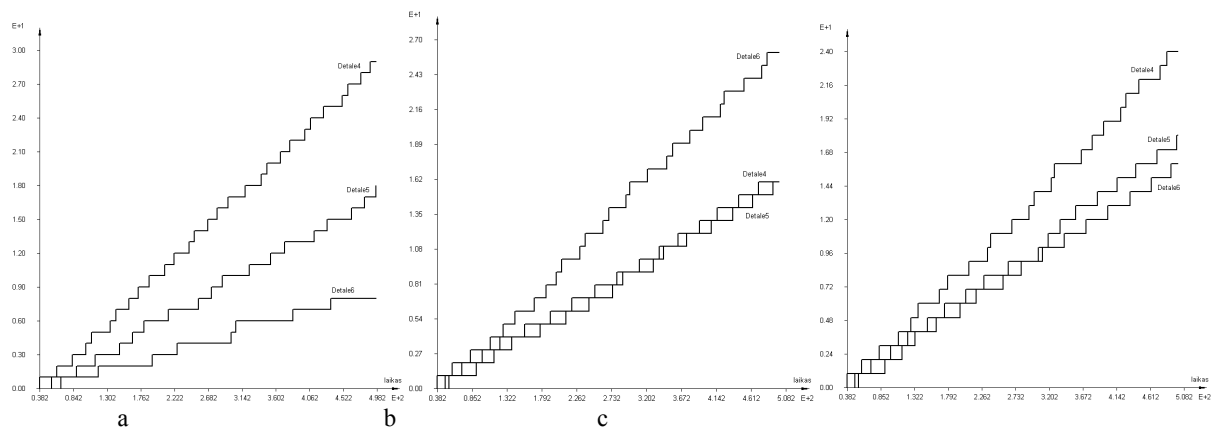 E+1
3.00
2.70
2.40
2.10
1.80
1.50
1.20
0.90
0.60
0.30
0.00
Detale4
Detale5
Detale6
laikas
0.382 0.842 1.302 1.762 2.222 2.682 3.142 3.602 4.062 4.522 4.982 E+2
E+1
2.70
2.43
2.16
1.89
1.62
1.35
1.08
0.81
0.54
0.27
0.00
Detale6
Detale4
Detale5
laikas
0.382 0.852 1.322 1.792 2.262 2.732 3.202 3.672 4.142 4.612 5.082 E+2
E+1
2.40
2.16
1.92
1.68
1.44
1.20
0.96
0.72
0.48
0.24
0.00
Detale4
Detale5
Detale6
laikas
0.382 0.852 1.322 1.792 2.262 2.732 3.202 3.672 4.142 4.612 5.082 E+2
a b c